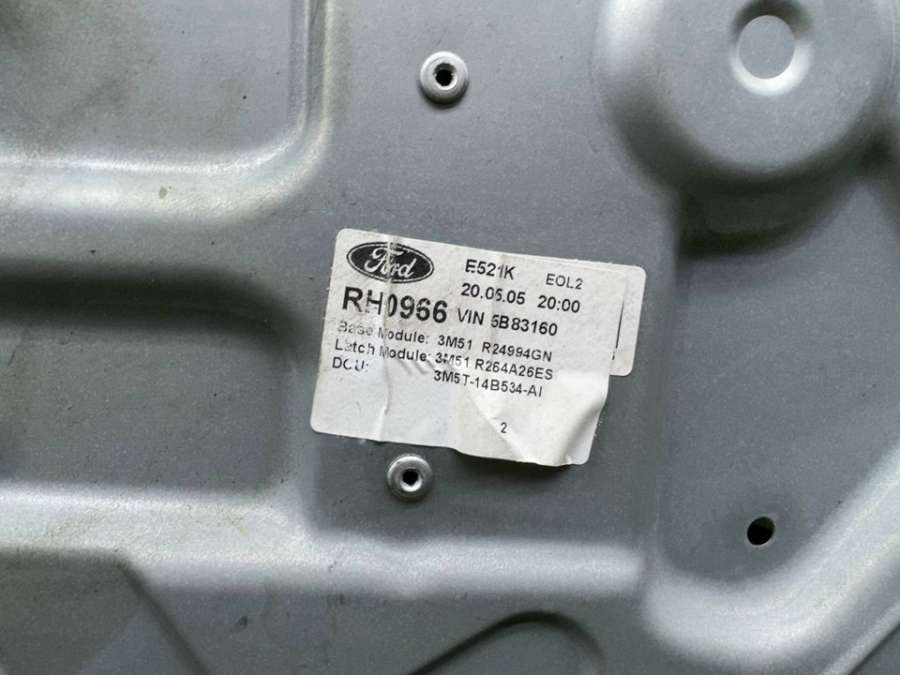 Ford E521K EOL2
20.05.05 20:00
RH0966 VIN 5B83160
Base Module: 3M51 R24994GN
Latch Module: 3M51 R264A26ES
DCU: 3M5T-14B534-AI
2